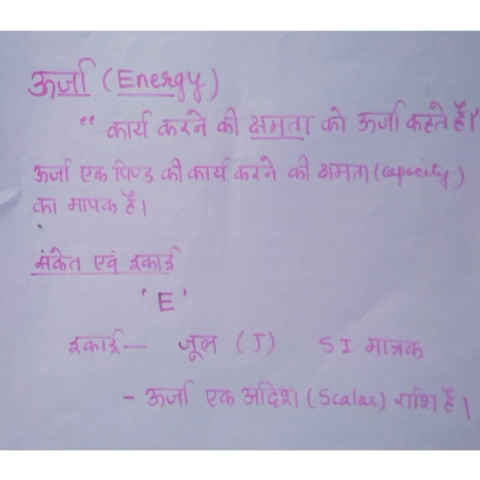 ऊर्जा (Energy)
“ कार्य करने की क्षमता को ऊर्जा कहते हैं।
ऊर्जा एक पिण्ड की कार्य करने की क्षमता (Capacity)
का मापक है।
संकेत एवं इकाई
'E'
इकाई — जूल (J) SI मात्रक
- ऊर्जा एक अदिश (Scalar) राशि है।